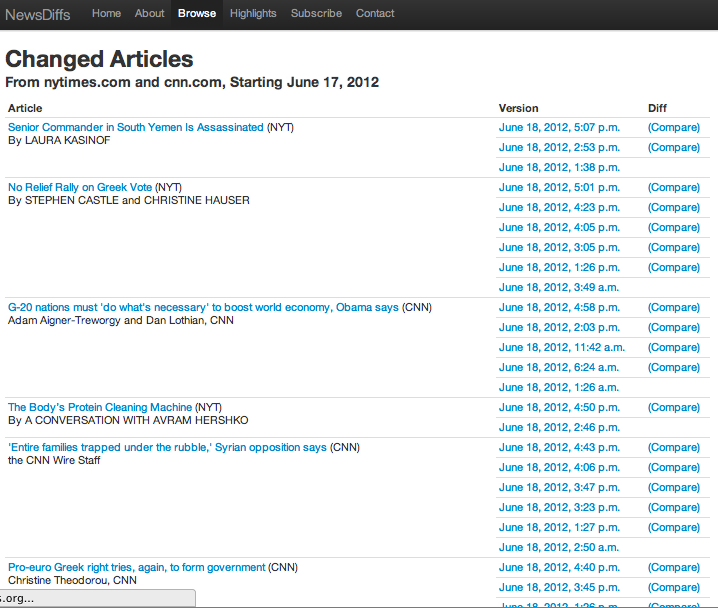 NewsDiffs Home About Browse Highlights Subscribe Contact
Changed Articles
From nytimes.com and cnn.com, Starting June 17, 2012
Article Version Diff
Senior Commander in South Yemen Is Assassinated (NYT) June 18, 2012, 5:07 p.m. (Compare)
By LAURA KASINOF June 18, 2012, 2:53 p.m. (Compare)
June 18, 2012, 1:38 p.m.
No Relief Rally on Greek Vote (NYT) June 18, 2012, 5:01 p.m. (Compare)
By STEPHEN CASTLE and CHRISTINE HAUSER June 18, 2012, 4:23 p.m. (Compare)
June 18, 2012, 4:05 p.m. (Compare)
June 18, 2012, 3:05 p.m. (Compare)
June 18, 2012, 1:26 p.m. (Compare)
June 18, 2012, 3:49 a.m.
G-20 nations must 'do what's necessary' to boost world economy, Obama says (CNN) June 18, 2012, 4:58 p.m. (Compare)
Adam Aigner-Treworgy and Dan Lothian, CNN June 18, 2012, 2:03 p.m. (Compare)
June 18, 2012, 11:42 a.m. (Compare)
June 18, 2012, 6:24 a.m. (Compare)
June 18, 2012, 1:26 a.m.
The Body's Protein Cleaning Machine (NYT) June 18, 2012, 4:50 p.m. (Compare)
By A CONVERSATION WITH AVRAM HERSHKO June 18, 2012, 2:46 p.m.
'Entire families trapped under the rubble,' Syrian opposition says (CNN) June 18, 2012, 4:43 p.m. (Compare)
the CNN Wire Staff June 18, 2012, 4:06 p.m. (Compare)
June 18, 2012, 3:47 p.m. (Compare)
June 18, 2012, 3:23 p.m. (Compare)
June 18, 2012, 1:27 p.m. (Compare)
June 18, 2012, 2:50 a.m.
Pro-euro Greek right tries, again, to form government (CNN) June 18, 2012, 4:40 p.m. (Compare)
Christine Theodorou, CNN June 18, 2012, 3:45 p.m. (Compare)
s.org... June 18, 2012, 1:26 p.m. (Compare)